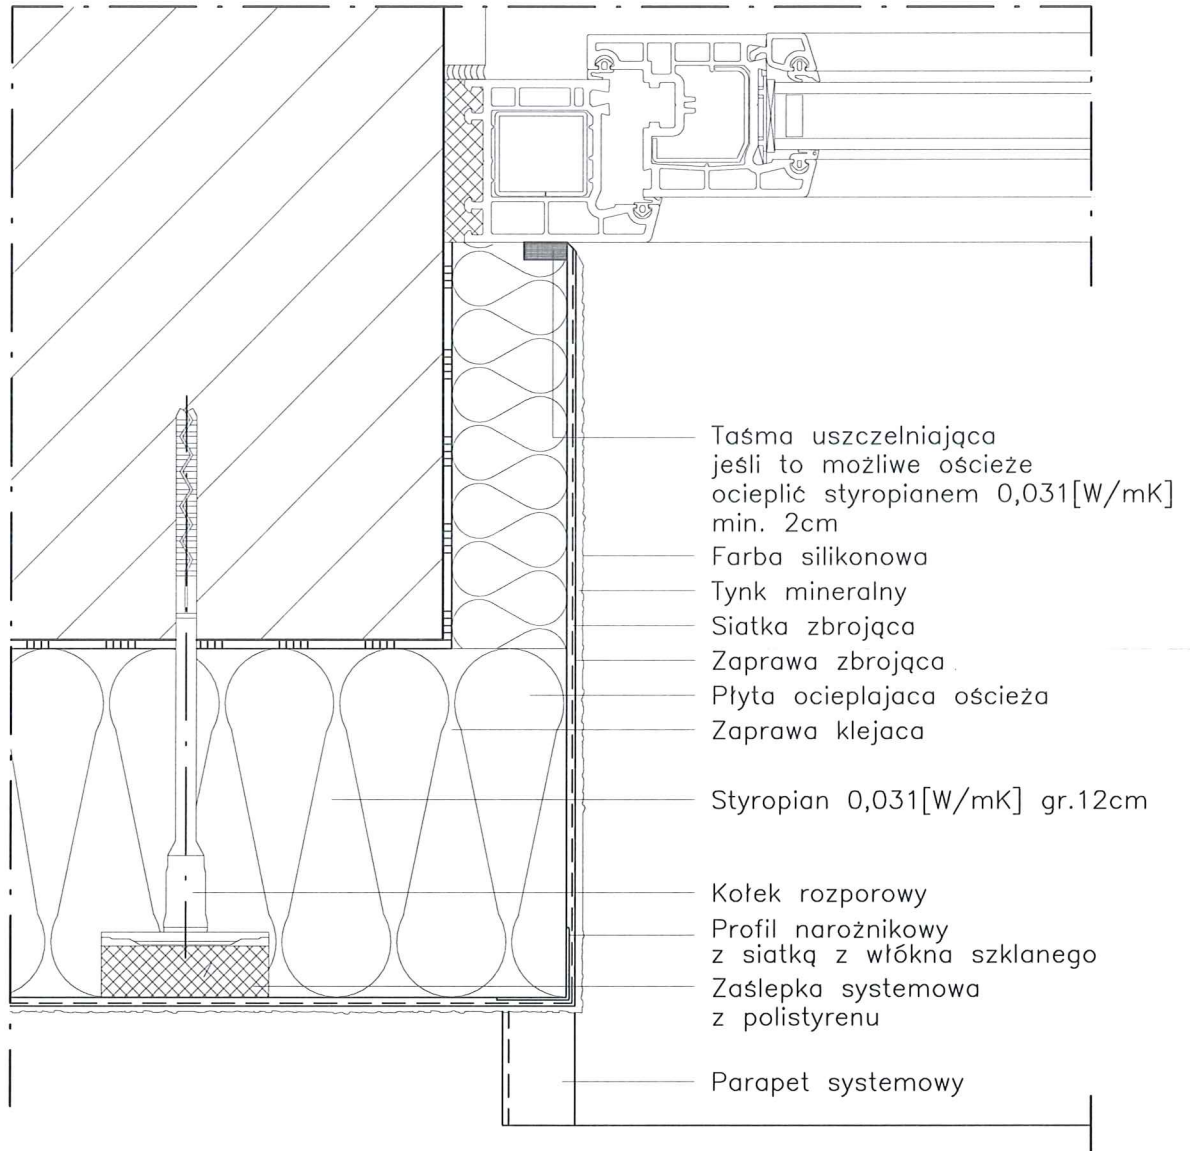 Taśma uszczelniająca
jeśli to możliwe ościeże
ocieplić styropianem 0,031[W/mK]
min. 2cm
Farba silikonowa
Tynk mineralny
Siatka zbrojąca
Zaprawa zbrojąca
Płyta ocieplajaca ościeża
Zaprawa klejaca
Styropian 0,031[W/mK] gr.12cm
Kołek rozporowy
Profil narożnikowy
z siatką z włókna szklanego
Zaślepka systemowa
z polistyrenu
Parapet systemowy